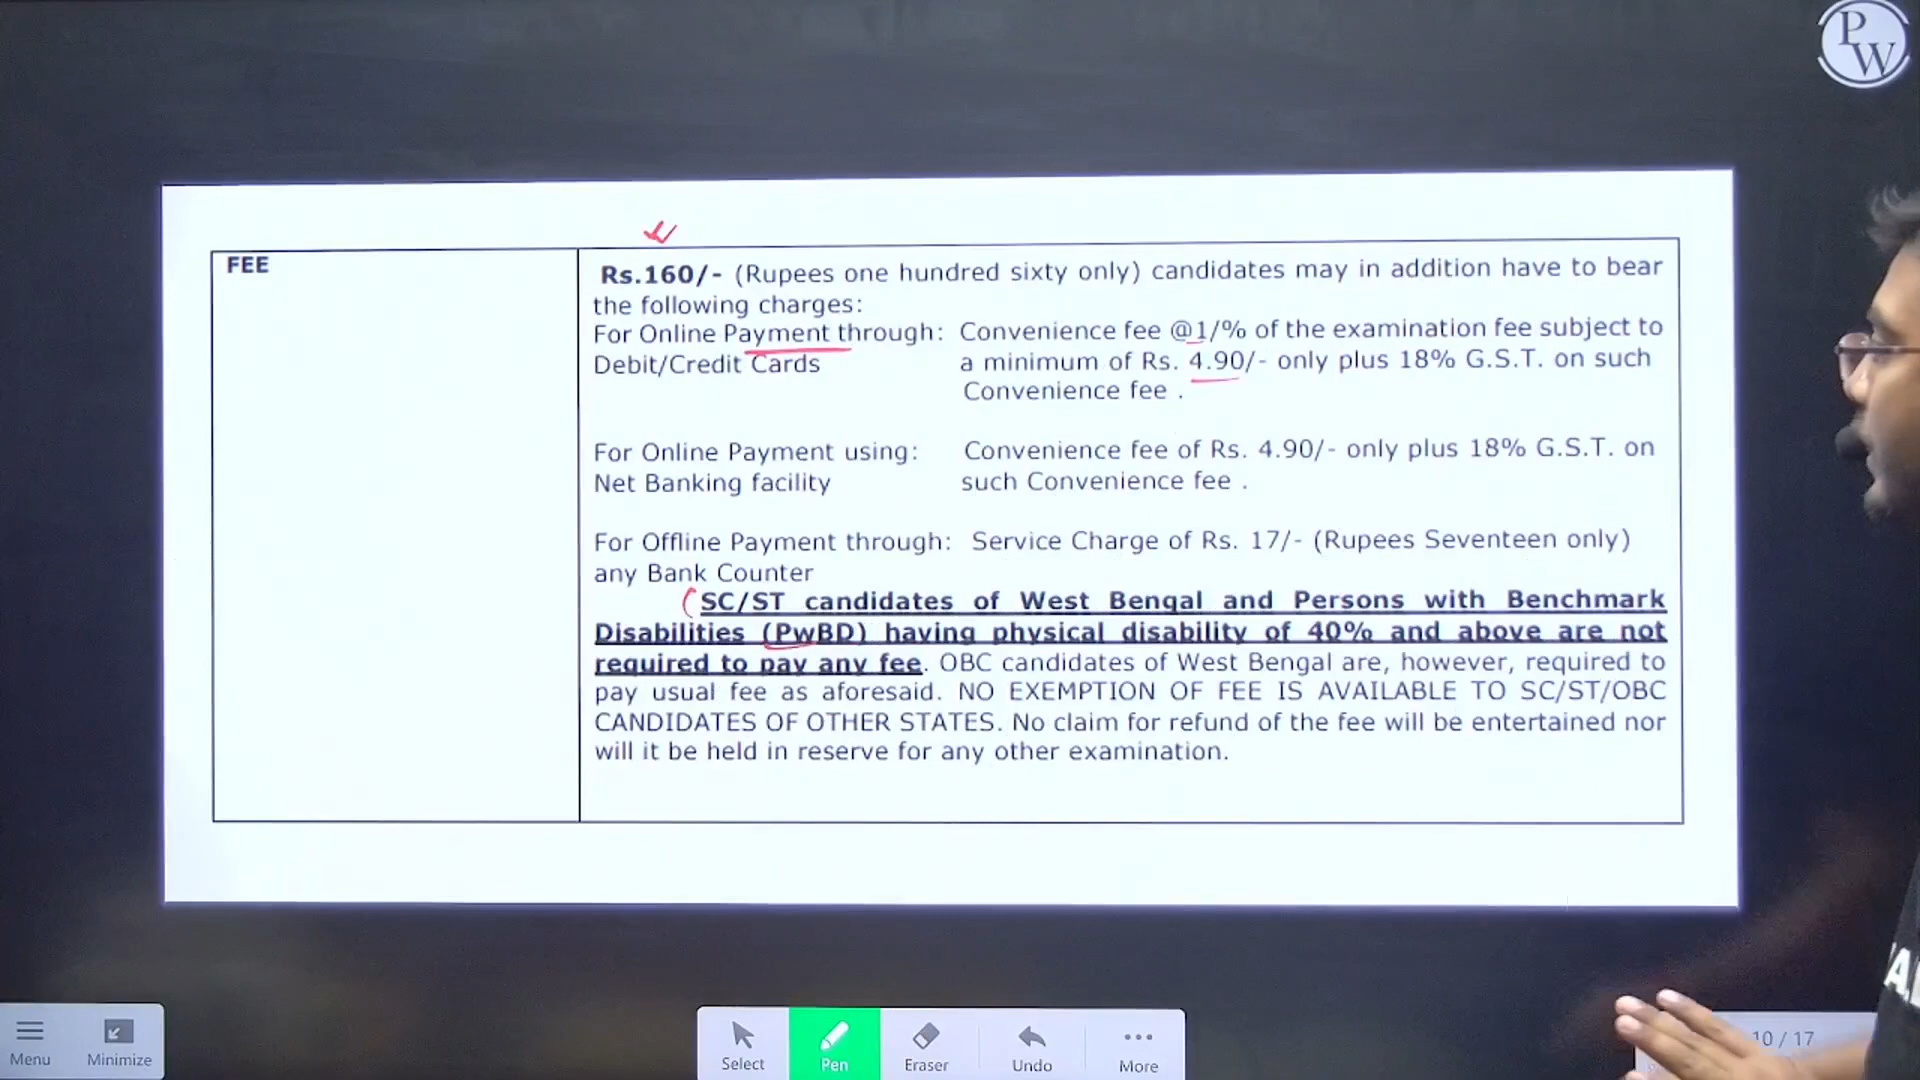 P
W
FEE
Rs.160/- (Rupees one hundred sixty only) candidates may in addition have to bear
the following charges:
For Online Payment through: Convenience fee @1/% of the examination fee subject to
Debit/Credit Cards a minimum of Rs. 4.90/- only plus 18% G.S.T. on such
Convenience fee .
For Online Payment using: Convenience fee of Rs. 4.90/- only plus 18% G.S.T. on
Net Banking facility such Convenience fee .
For Offline Payment through: Service Charge of Rs. 17/- (Rupees Seventeen only)
any Bank Counter
SC/ST candidates of West Bengal and Persons with Benchmark
Disabilities (PwBD) having physical disability of 40% and above are not
required to pay any fee. OBC candidates of West Bengal are, however, required to
pay usual fee as aforesaid. NO EXEMPTION OF FEE IS AVAILABLE TO SC/ST/OBC
CANDIDATES OF OTHER STATES. No claim for refund of the fee will be entertained nor
will it be held in reserve for any other examination.
Menu Minimize Select Pen Eraser Undo More
10 / 17